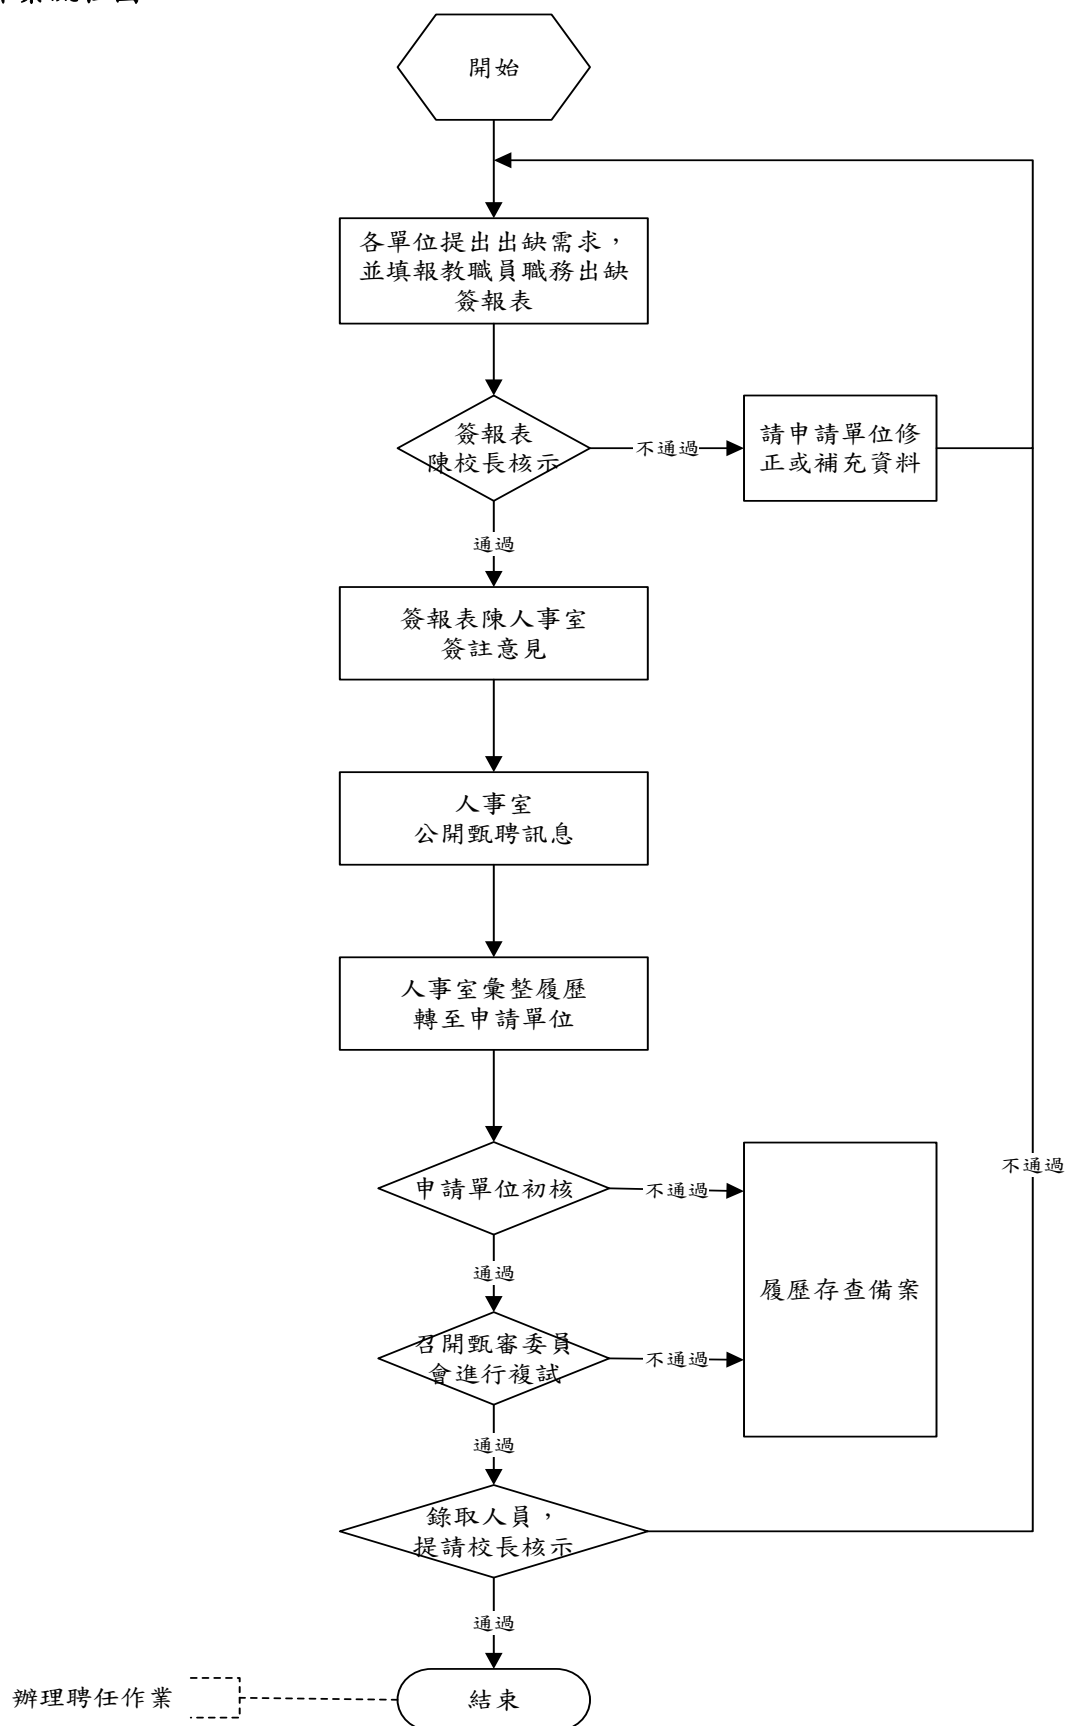 開始
各單位提出出缺需求，
並填報教職員職務出缺
簽報表
簽報表
陳校長核示
不通過
請申請單位修
正或補充資料
通過
簽報表陳人事室
簽註意見
人事室
公開甄聘訊息
人事室彙整履歷
轉至申請單位
不通過
申請單位初核
不通過
通過
履歷存查備案
召開甄審委員
會進行複試
不通過
通過
錄取人員，
提請校長核示
通過
辦理聘任作業
結束